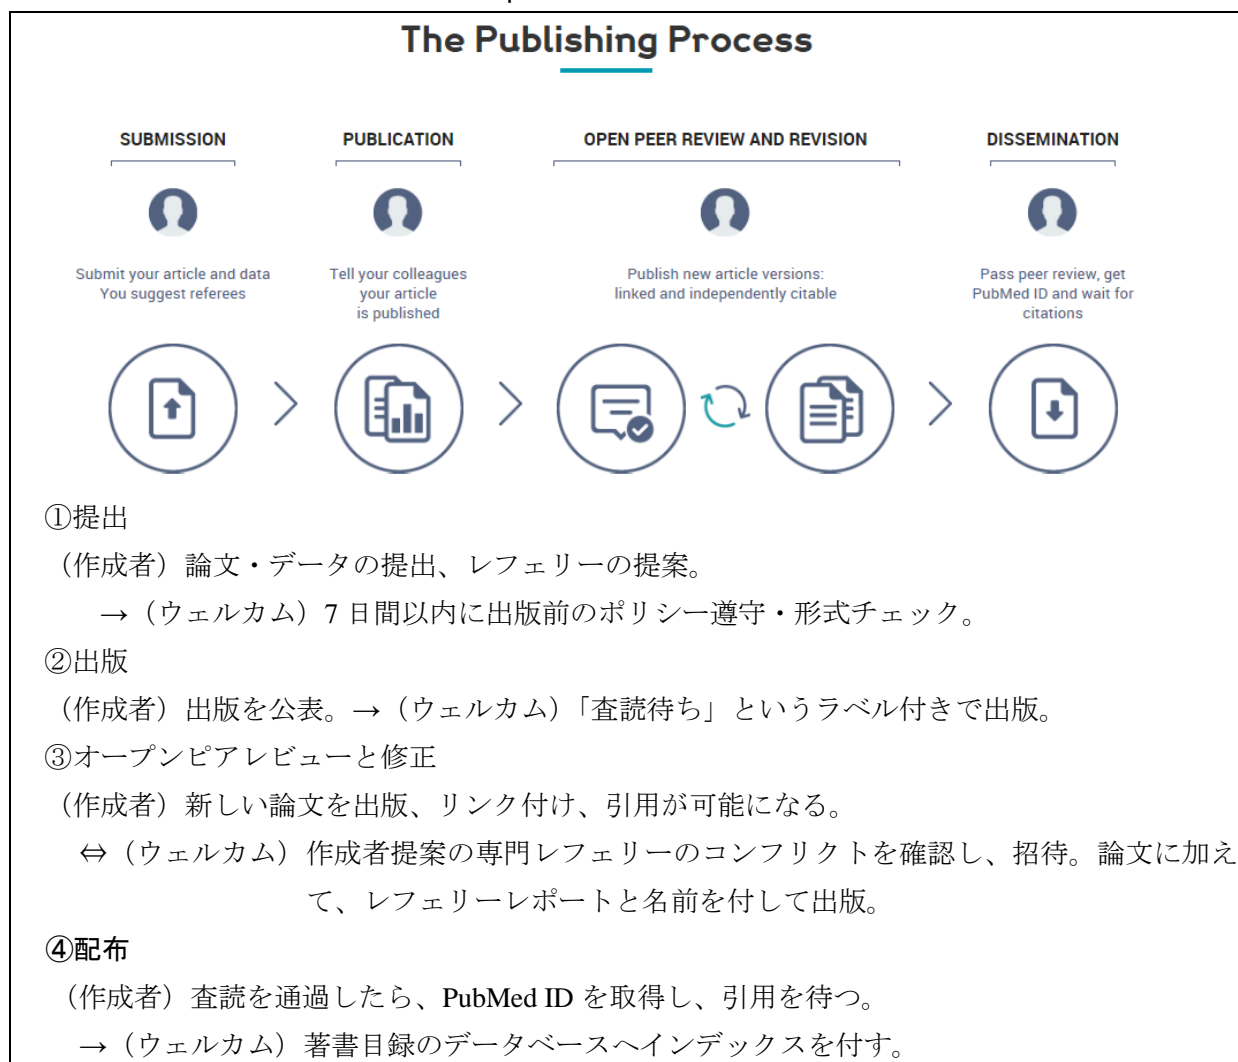 The Publishing Process
SUBMISSION
PUBLICATION
OPEN PEER REVIEW AND REVISION
DISSEMINATION
Submit your article and data
You suggest referees
Tell your colleagues
your article
is published
Publish new article versions:
linked and independently citable
Pass peer review, get
PubMed ID and wait for
citations
①提出
（作成者）論文・データの提出、レフェリーの提案。
→（ウェルカム）7 日間以内に出版前のポリシー遵守・形式チェック。
②出版
（作成者）出版を公表。→（ウェルカム）「査読待ち」というラベル付きで出版。
③オープンピアレビューと修正
（作成者）新しい論文を出版、リンク付け、引用が可能になる。
⇔（ウェルカム）作成者提案の専門レフェリーのコンフリクトを確認し、招待。論文に加え
て、レフェリーレポートと名前を付して出版。
④配布
（作成者）査読を通過したら、PubMed ID を取得し、引用を待つ。
→（ウェルカム）著書目録のデータベースへインデックスを付す。